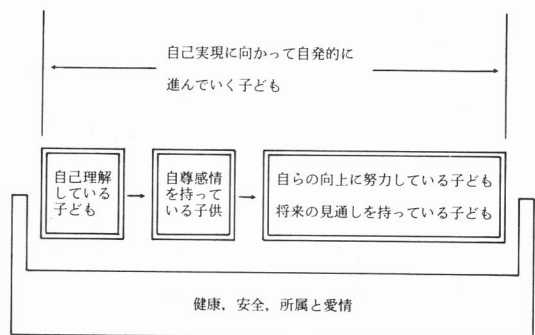 自己実現に向かって自発的に
進んでいく子ども
自己理解
している
子ども
自尊感情
を持って
いる子供
自らの向上に努力している子ども
将来の見通しを持っている子ども
健康，安全，所属と愛情